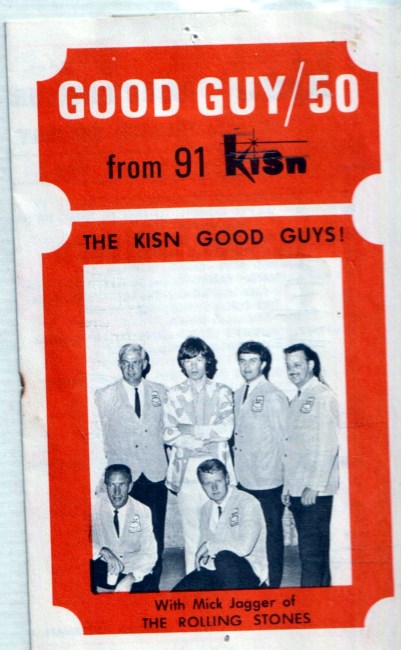 GOOD GUY/50
from 91 KISN
THE KISN GOOD GUYS!
With Mick Jagger of
THE ROLLING STONES